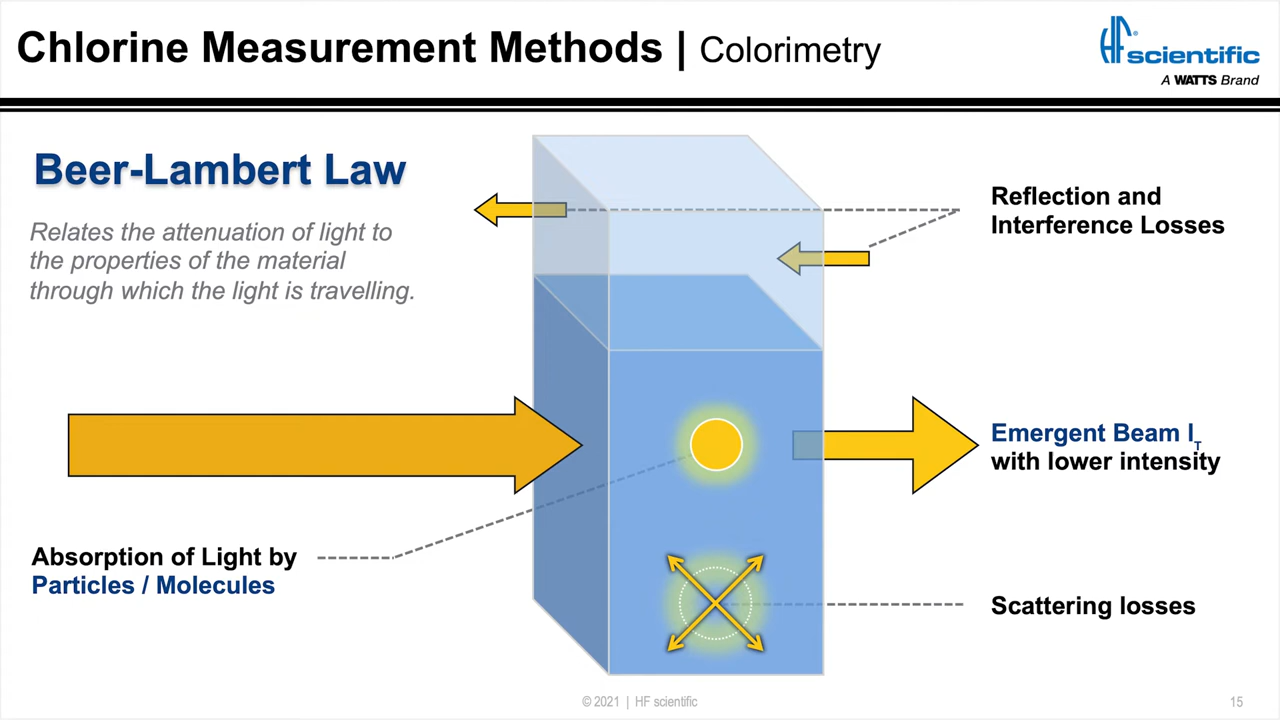 Chlorine Measurement Methods | Colorimetry
HF® scientific
A WATTS Brand
Beer-Lambert Law
Relates the attenuation of light to
the properties of the material
through which the light is travelling.
Reflection and
Interference Losses
Emergent Beam I_T
with lower intensity
Absorption of Light by
Particles / Molecules
Scattering losses
© 2021 | HF scientific
15